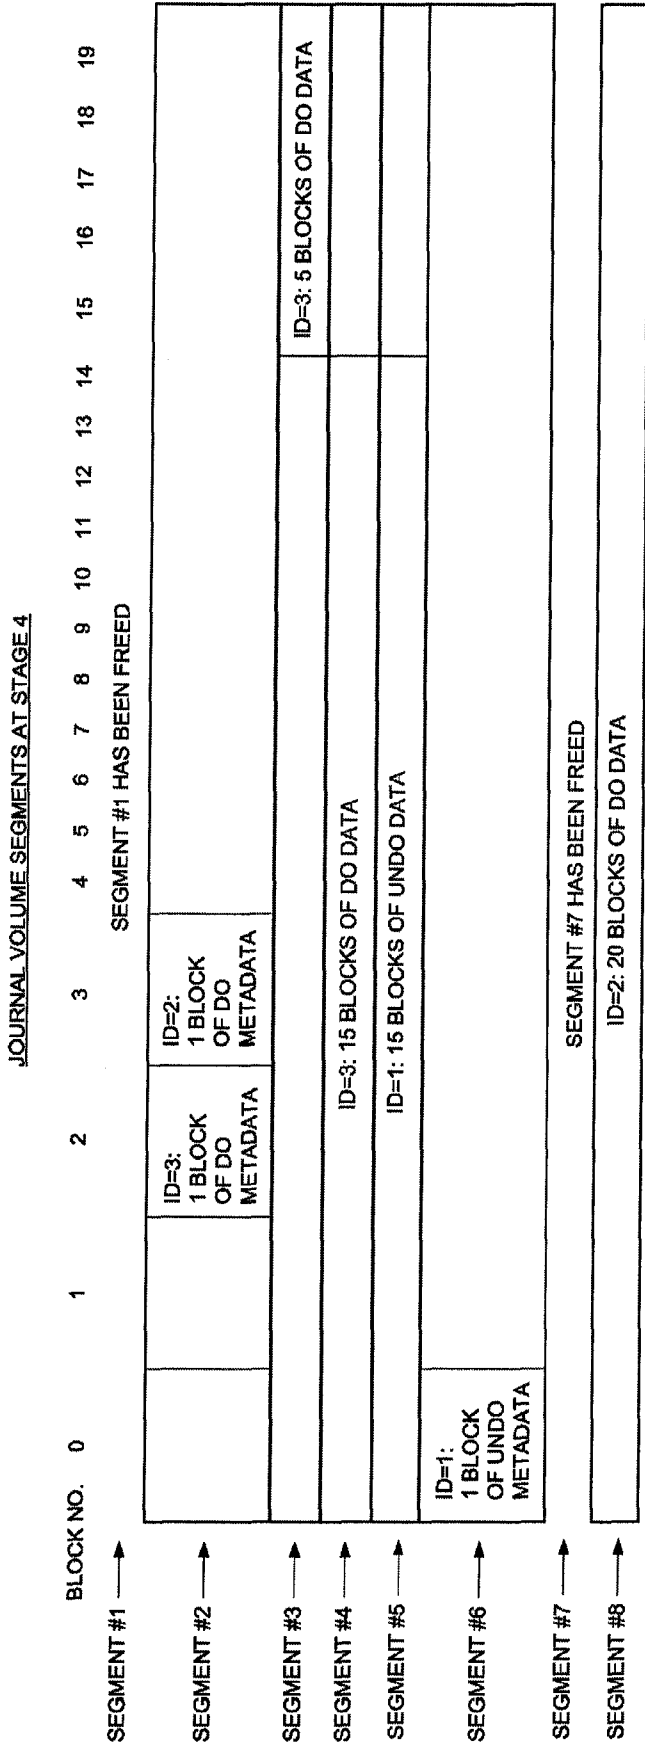 JOURNAL VOLUME SEGMENTS AT STAGE 4
BLOCK NO. 0 1 2 3 4 5 6 7 8 9 10 11 12 13 14 15 16 17 18 19
SEGMENT #1
SEGMENT #1 HAS BEEN FREED
SEGMENT #2
ID=3:
1 BLOCK
OF DO
METADATA
ID=2:
1 BLOCK
OF DO
METADATA
SEGMENT #3
ID=3: 5 BLOCKS OF DO DATA
SEGMENT #4
ID=3: 15 BLOCKS OF DO DATA
SEGMENT #5
ID=1: 15 BLOCKS OF UNDO DATA
SEGMENT #6
ID=1:
1 BLOCK
OF UNDO
METADATA
SEGMENT #7
SEGMENT #7 HAS BEEN FREED
SEGMENT #8
ID=2: 20 BLOCKS OF DO DATA